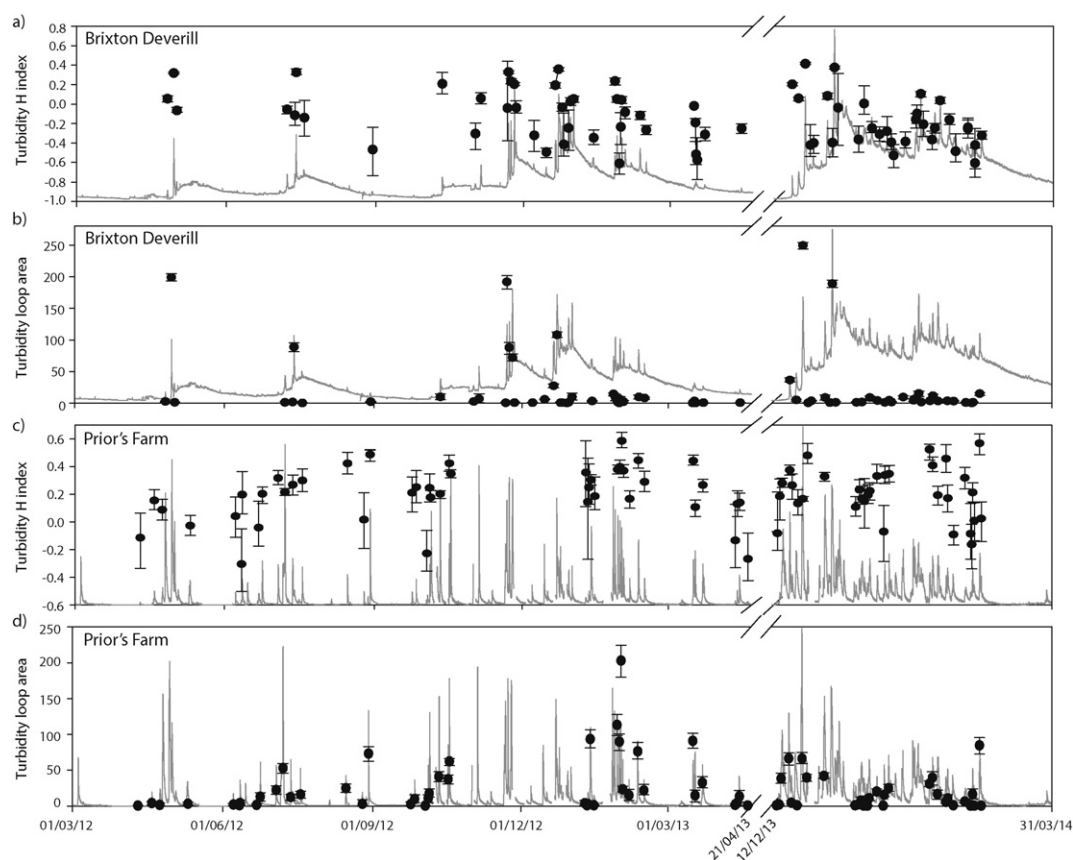 a)
Brixton Deverill
Turbidity H index
0.8
0.6
0.4
0.2
0.0
-0.2
-0.4
-0.6
-0.8
-1.0
b)
Brixton Deverill
Turbidity loop area
250
200
150
100
50
0
c)
Prior's Farm
Turbidity H index
0.6
0.4
0.2
0.0
-0.2
-0.4
-0.6
d)
Prior's Farm
Turbidity loop area
250
200
150
100
50
0
01/03/12 01/06/12 01/09/12 01/12/12 01/03/13 21/04/13 12/12/13 31/03/14